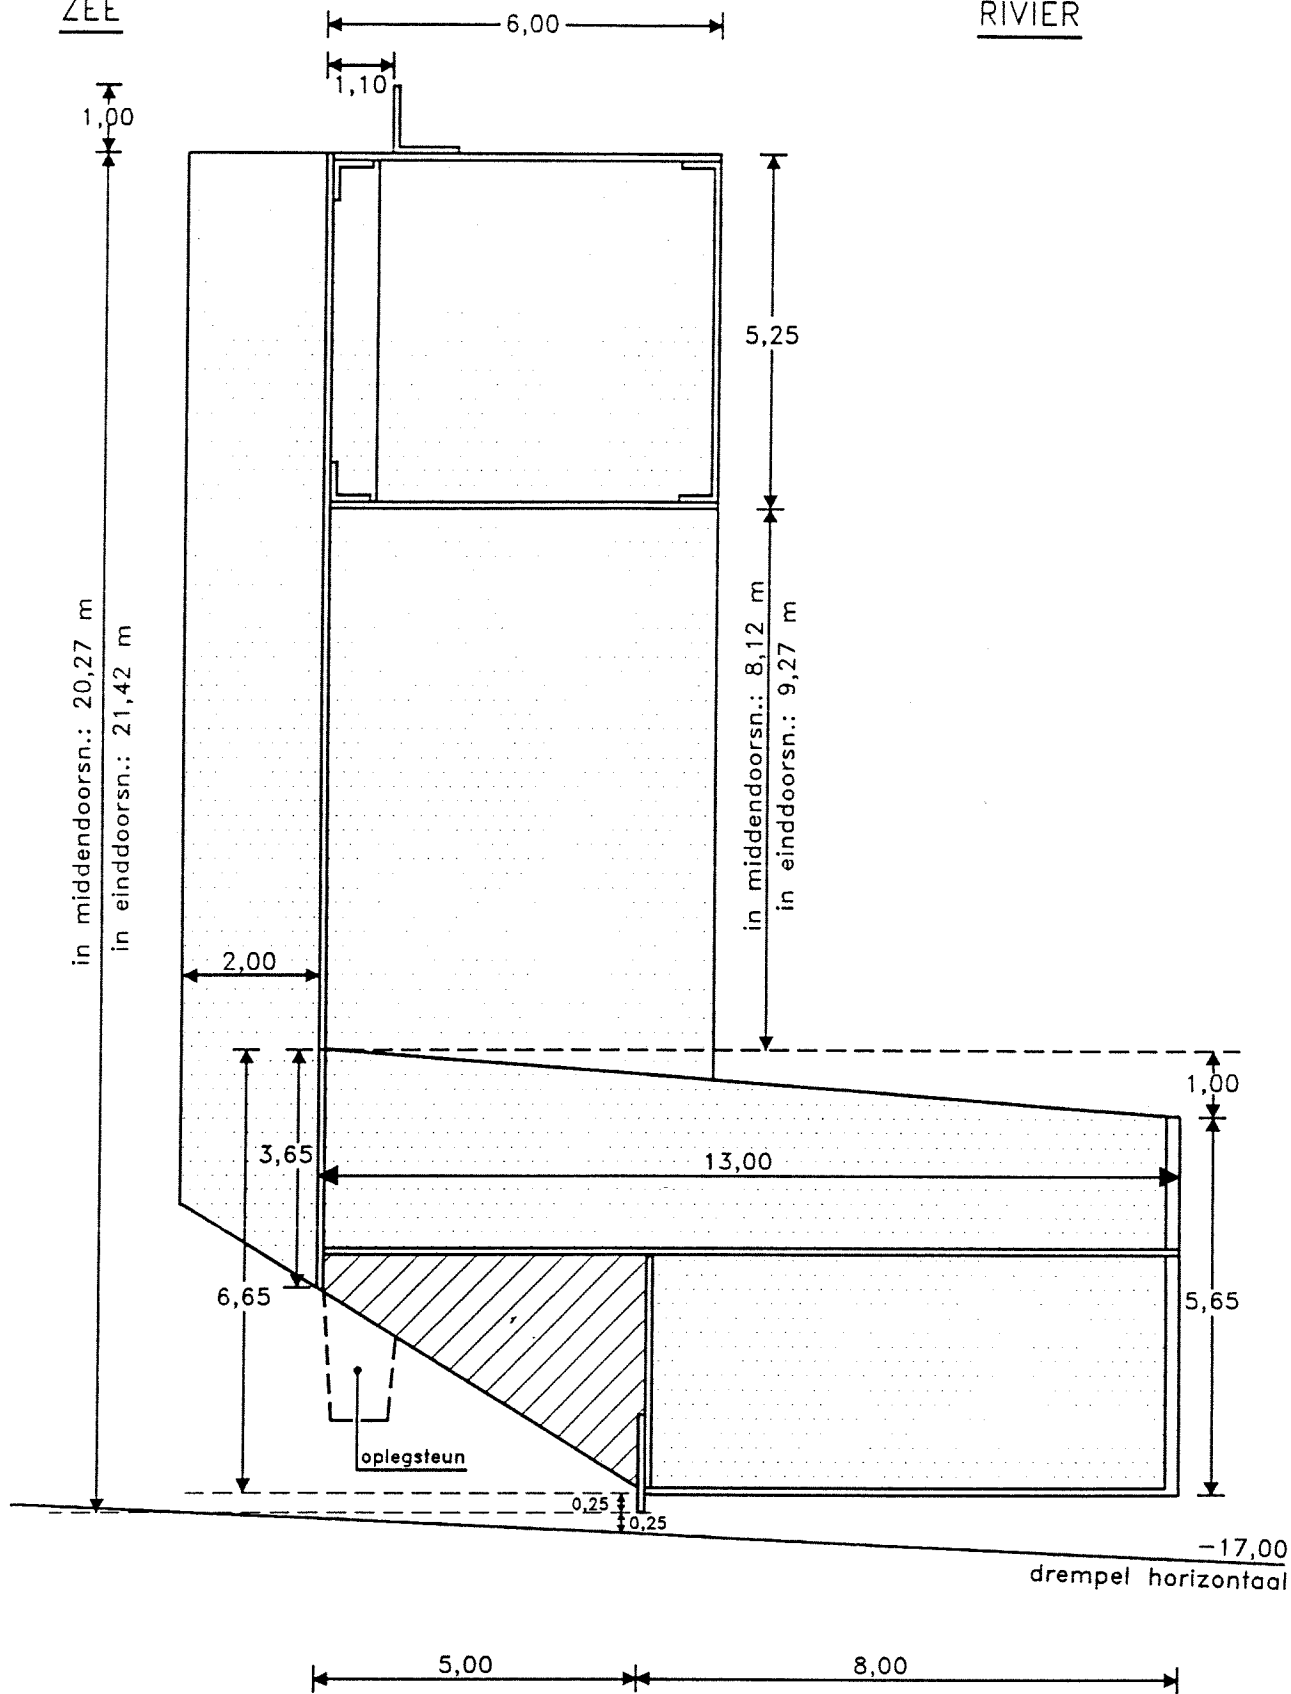 ZEE
RIVIER
6,00
1,10
1,00
5,25
in middendoorsn.: 20,27 m
in einddoorsn.: 21,42 m
in middendoorsn.: 8,12 m
in einddoorsn.: 9,27 m
2,00
1,00
3,65
13,00
6,65
5,65
oplegsteun
0,25
0,25
-17,00
drempel horizontaal
5,00
8,00